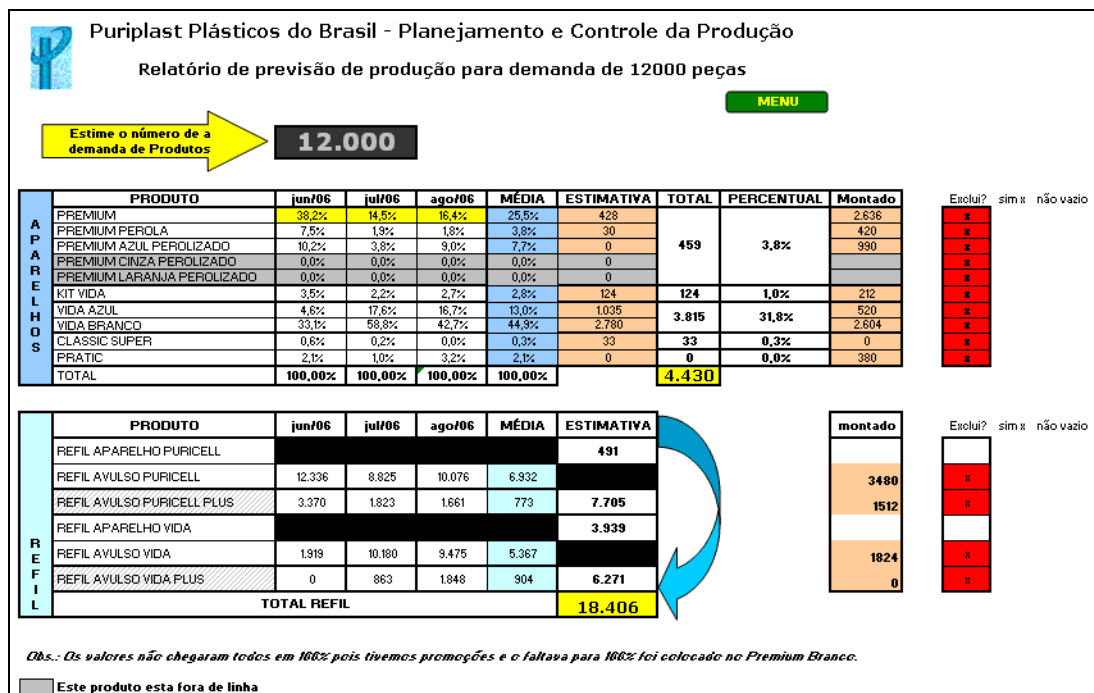 Puriplast Plásticos do Brasil - Planejamento e Controle da Produção
Relatório de previsão de produção para demanda de 12000 peças
MENU
Estime o número de a
demanda de Produtos
12.000
APARELHOS
PRODUTO jun/06 jul/06 ago/06 MÉDIA ESTIMATIVA TOTAL PERCENTUAL Montado Exclui? sim x não vazio
PREMIUM 38,2% 14,5% 16,4% 25,5% 428 2.636 x
PREMIUM PEROLA 7,5% 1,9% 1,8% 3,8% 30 420 x
PREMIUM AZUL PEROLIZADO 10,2% 3,8% 9,0% 7,7% 0 459 3,8% 990 x
PREMIUM CINZA PEROLIZADO 0,0% 0,0% 0,0% 0,0% 0 x
PREMIUM LARANJA PEROLIZADO 0,0% 0,0% 0,0% 0,0% 0 x
KIT VIDA 3,5% 2,2% 2,7% 2,8% 124 124 1,0% 212 x
VIDA AZUL 4,6% 17,6% 16,7% 13,0% 1.035 3.815 31,8% 520 x
VIDA BRANCO 33,1% 58,8% 42,7% 44,9% 2.780 2.604 x
CLASSIC SUPER 0,6% 0,2% 0,0% 0,3% 33 33 0,3% 0 x
PRATIC 2,1% 1,0% 3,2% 2,1% 0 0 0,0% 380 x
TOTAL 100,00% 100,00% 100,00% 100,00% 4.430
REFIL
PRODUTO jun/06 jul/06 ago/06 MÉDIA ESTIMATIVA montado Exclui? sim x não vazio
REFIL APARELHO PURICELL 491
REFIL AVULSO PURICELL 12.336 8.825 10.076 6.932 3480 x
REFIL AVULSO PURICELL PLUS 3.370 1.823 1.661 773 7.705 1512 x
REFIL APARELHO VIDA 3.939
REFIL AVULSO VIDA 1.919 10.180 9.475 5.367 1824 x
REFIL AVULSO VIDA PLUS 0 863 1.848 904 6.271 0 x
TOTAL REFIL 18.406
Obs.: Os valores não chegaram todos em 100% pois tivemos promoções e o faltava para 100% foi colocado no Premium Branco.
Este produto esta fora de linha